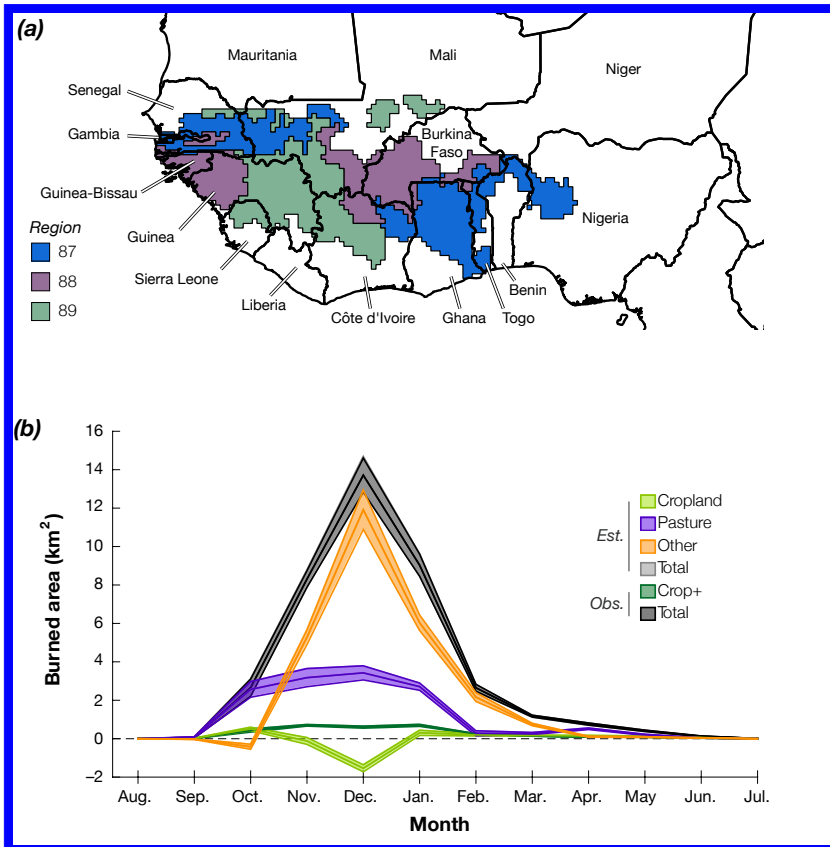 (a)
Mauritania
Mali
Niger
Senegal
Gambia
Burkina
Faso
Guinea-Bissau
Nigeria
Region
Guinea
87
Sierra Leone
Benin
88
Liberia
Côte d'Ivoire
Ghana
Togo
89
(b)
Burned area (km²)
16
14
12
10
8
6
4
2
0
−2
Est.
Cropland
Pasture
Other
Total
Obs.
Crop+
Total
Aug. Sep. Oct. Nov. Dec. Jan. Feb. Mar. Apr. May Jun. Jul.
Month